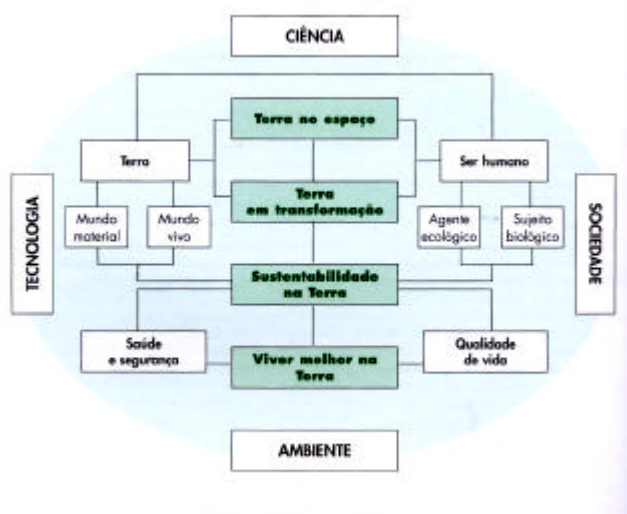 CIÊNCIA
Terra no espaço
Terra
Ser humano
Terra
em transformação
TECNOLOGIA
SOCIEDADE
Mundo
material
Mundo
vivo
Agente
ecológico
Sujeito
biológico
Sustentabilidade
na Terra
Saúde
e segurança
Qualidade
de vida
Viver melhor na
Terra
AMBIENTE